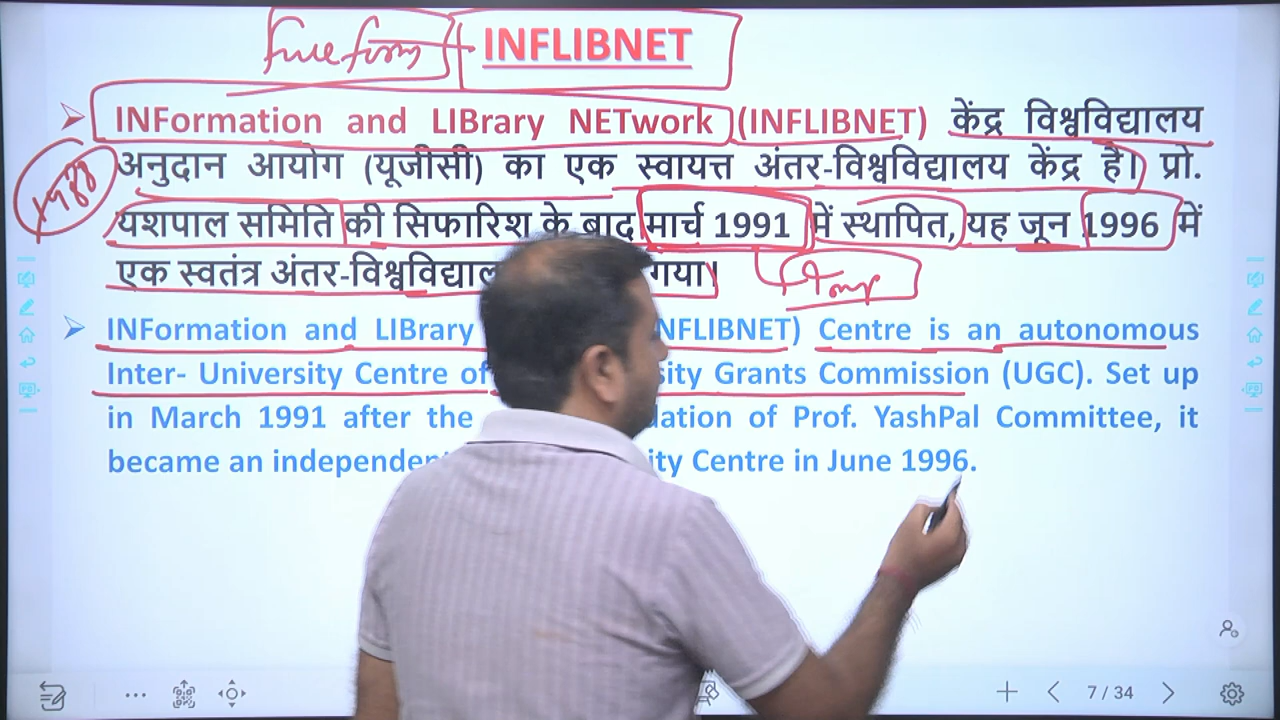 Full form INFLIBNET
INFormation and LIBrary NETwork (INFLIBNET) केंद्र विश्वविद्यालय
1988 अनुदान आयोग (यूजीसी) का एक स्वायत्त अंतर-विश्वविद्यालय केंद्र है। प्रो.
यशपाल समिति की सिफारिश के बाद मार्च 1991 में स्थापित, यह जून 1996 में
एक स्वतंत्र अंतर-विश्वविद्याल गया।
INFormation and LIBrary NFLIBNET) Centre is an autonomous
Inter- University Centre of sity Grants Commission (UGC). Set up
in March 1991 after the dation of Prof. YashPal Committee, it
became an independen ity Centre in June 1996.
7 / 34